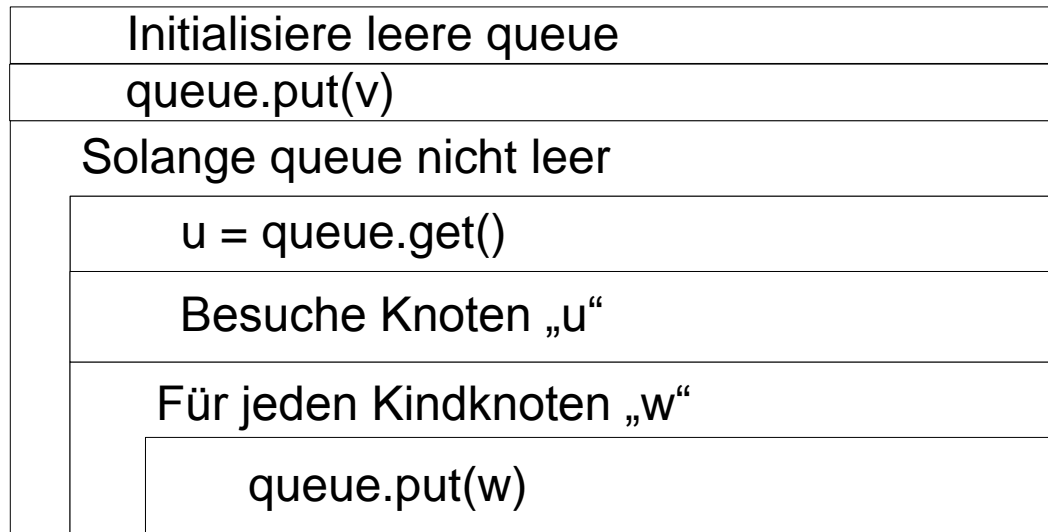 Initialisiere leere queue
queue.put(v)
Solange queue nicht leer
u = queue.get()
Besuche Knoten „u“
Für jeden Kindknoten „w“
queue.put(w)